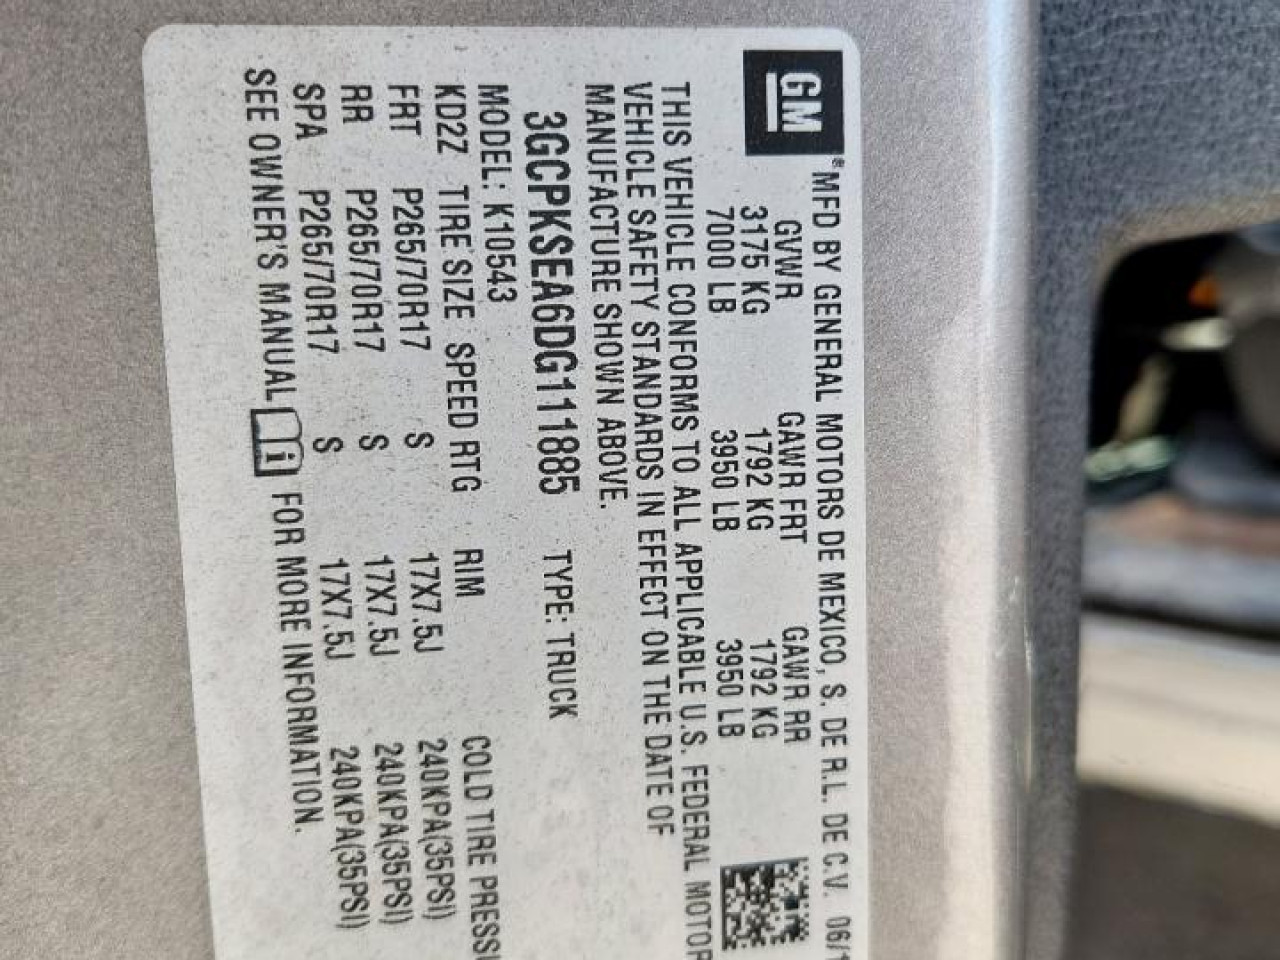 GM
®MFD BY GENERAL MOTORS DE MEXICO, S. DE R.L. DE C.V. 06/1
GVWR GAWR FRT GAWR RR
3175 KG 1792 KG 1792 KG
7000 LB 3950 LB 3950 LB
THIS VEHICLE CONFORMS TO ALL APPLICABLE U.S. FEDERAL MOTOR
VEHICLE SAFETY STANDARDS IN EFFECT ON THE DATE OF
MANUFACTURE SHOWN ABOVE.
3GCPKSEA6DG111885 TYPE: TRUCK
MODEL: K10543
KD2Z TIRE SIZE SPEED RTG RIM COLD TIRE PRESSU
FRT P265/70R17 S 17X7.5J 240KPA(35PSI)
RR P265/70R17 S 17X7.5J 240KPA(35PSI)
SPA P265/70R17 S 17X7.5J 240KPA(35PSI)
SEE OWNER'S MANUAL i FOR MORE INFORMATION.